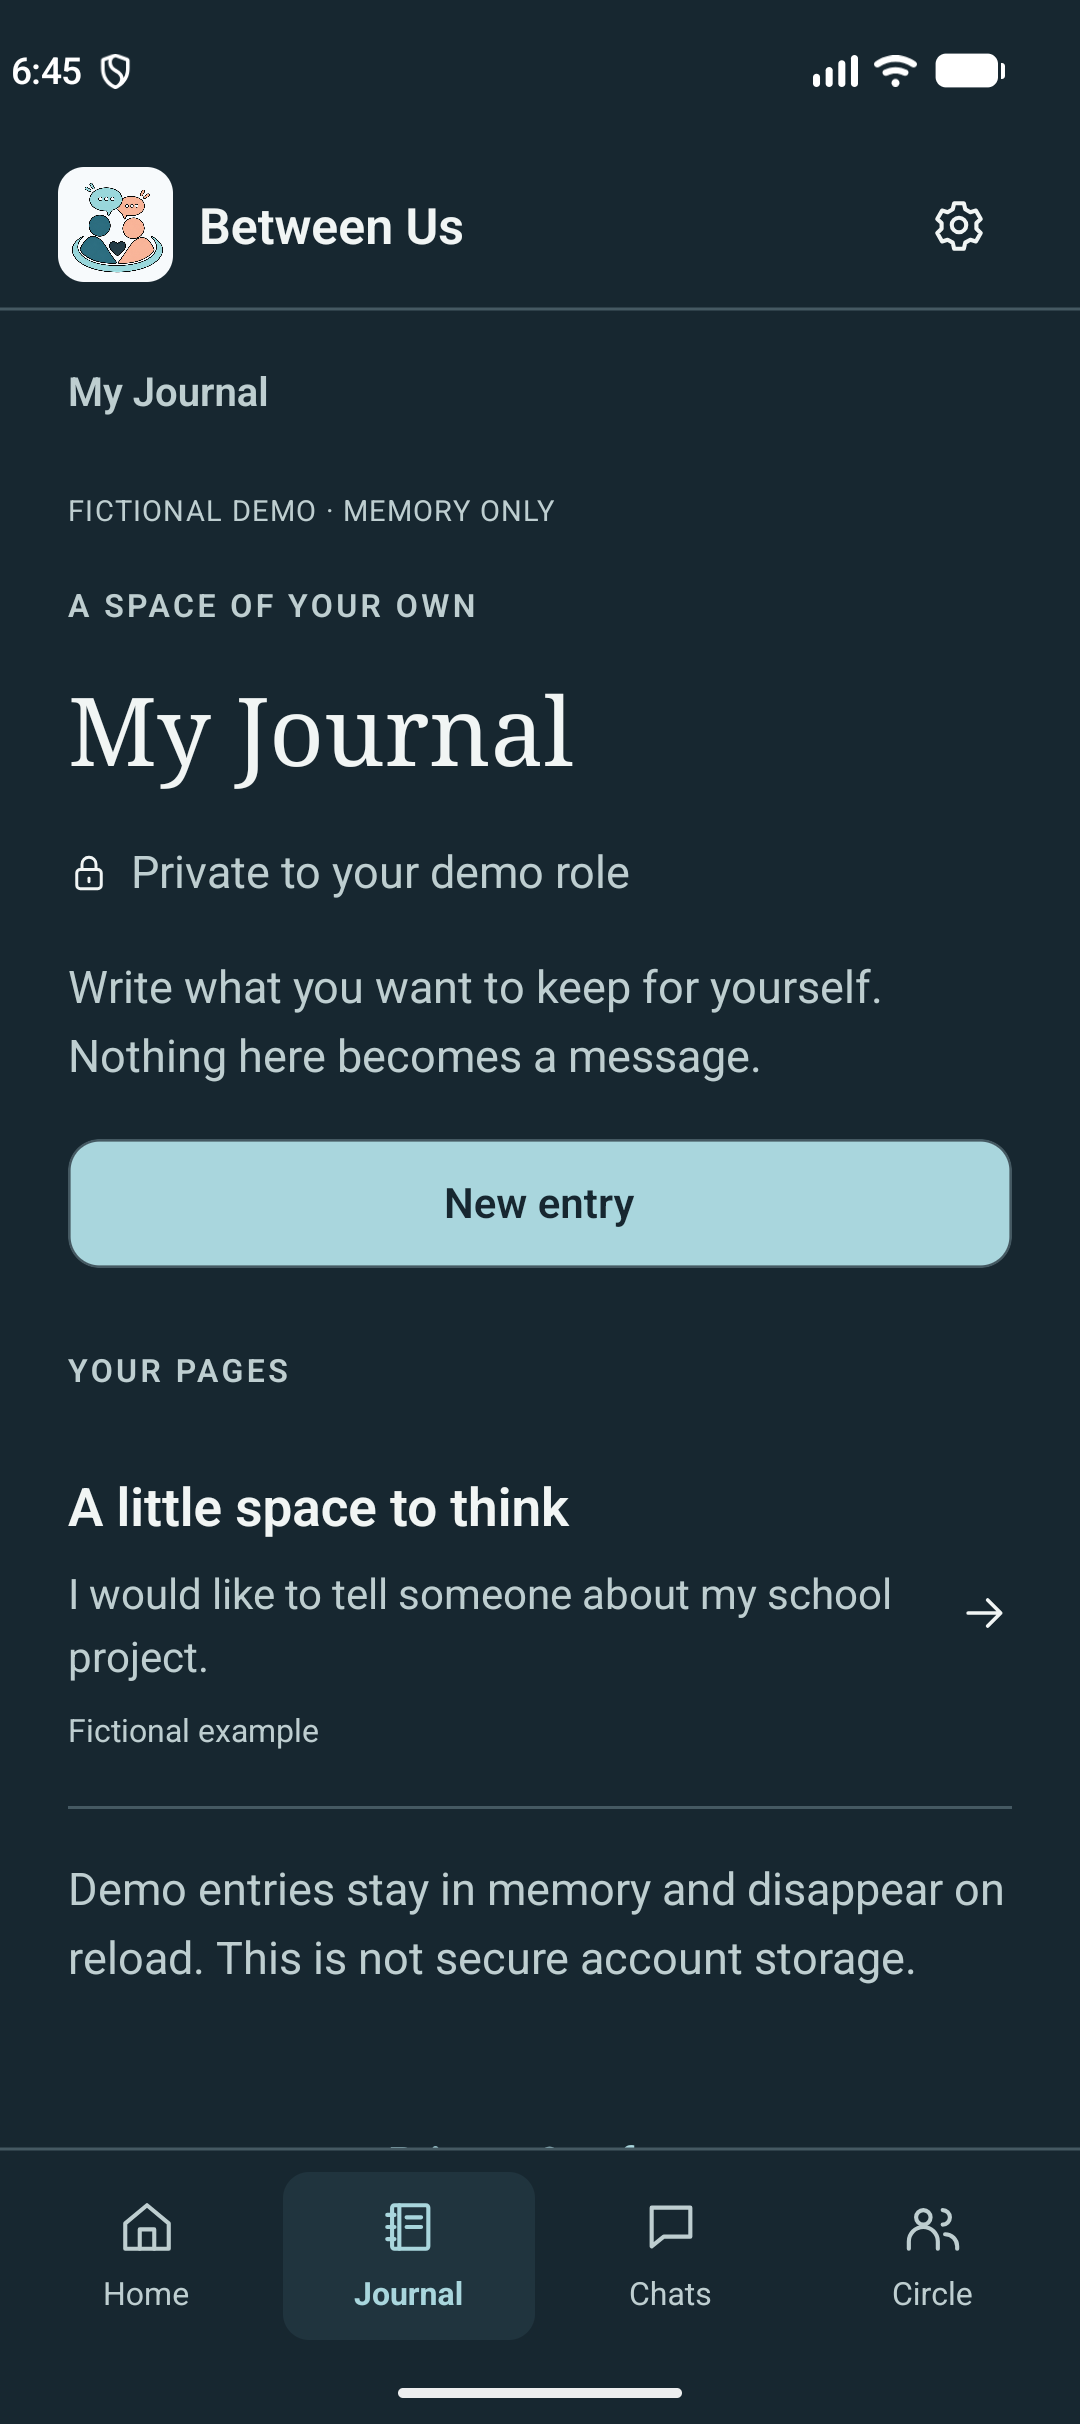 6:45
Between Us
My Journal
FICTIONAL DEMO · MEMORY ONLY
A SPACE OF YOUR OWN
My Journal
Private to your demo role
Write what you want to keep for yourself.
Nothing here becomes a message.
New entry
YOUR PAGES
A little space to think
I would like to tell someone about my school
project.
Fictional example
Demo entries stay in memory and disappear on
reload. This is not secure account storage.
Home
Journal
Chats
Circle